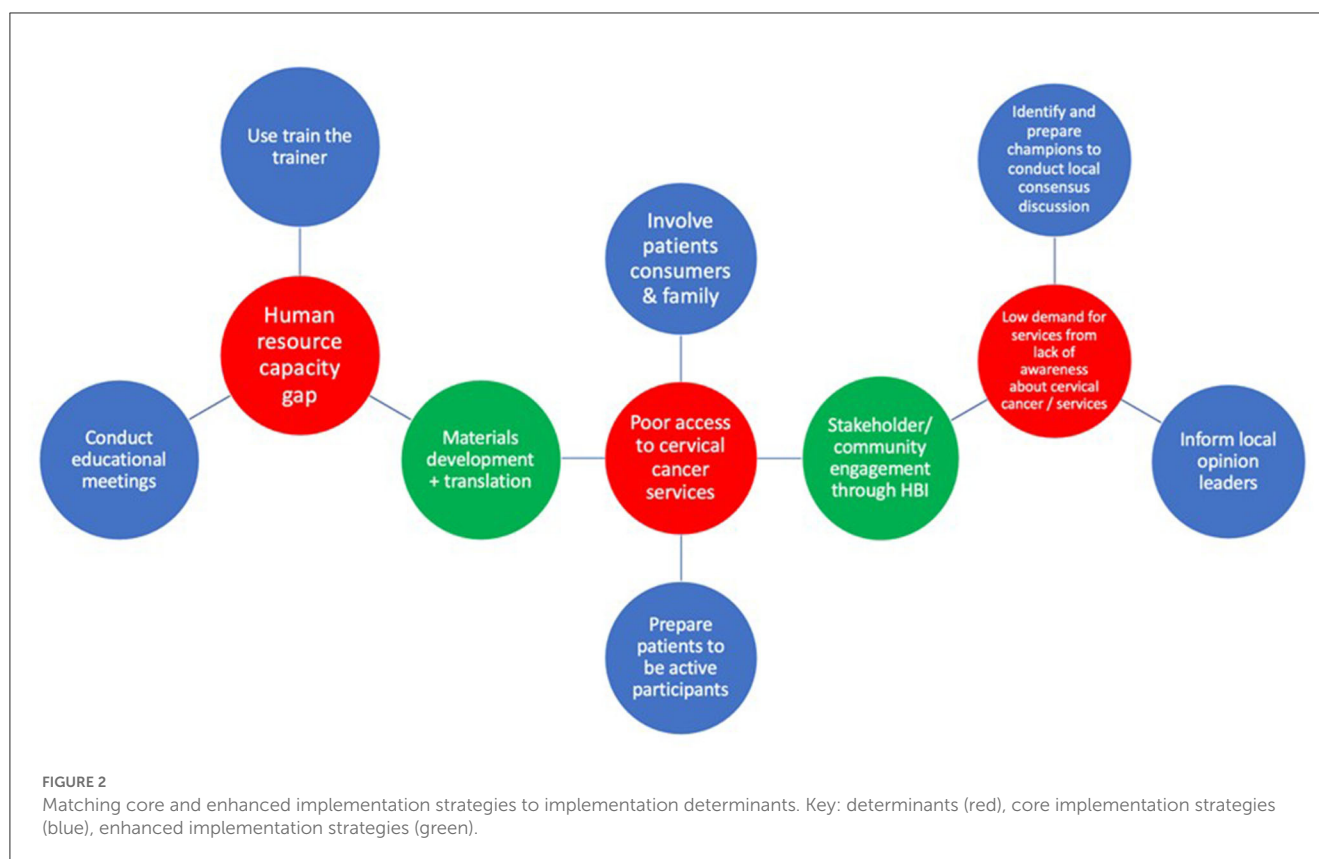 Use train the
trainer
Human
resource
capacity
gap
Conduct
educational
meetings
Materials
development
+ translation
Involve
patients
consumers
& family
Poor access
to cervical
cancer
services
Prepare
patients to
be active
participants
Stakeholder/
community
engagement
through HBI
Identify and
prepare
champions to
conduct local
consensus
discussion
Low demand for
services from
lack of
awareness
about cervical
cancer / services
Inform local
opinion
leaders
FIGURE 2
Matching core and enhanced implementation strategies to implementation determinants. Key: determinants (red), core implementation strategies
(blue), enhanced implementation strategies (green).